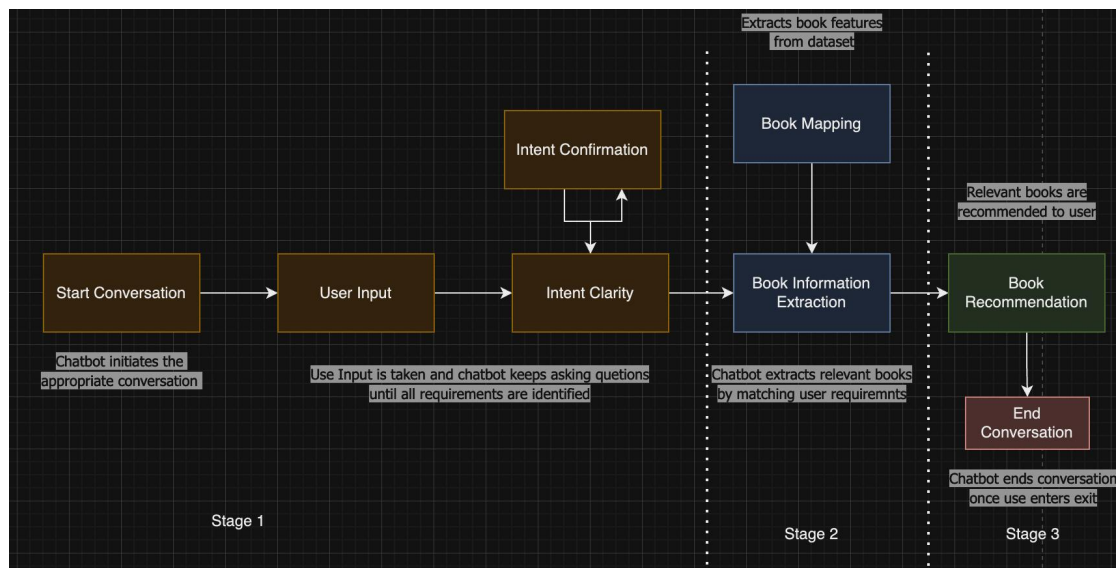 Extracts book features
from dataset
Book Mapping
Intent Confirmation
Relevant books are
recommended to user
Start Conversation
User Input
Intent Clarity
Book Information
Extraction
Book
Recommendation
Chatbot initiates the
appropriate conversation
Use Input is taken and chatbot keeps asking quetions
until all requirements are identified
Chatbot extracts relevant books
by matching user requiremnts
End
Conversation
Chatbot ends conversation
once use enters exit
Stage 1
Stage 2
Stage 3